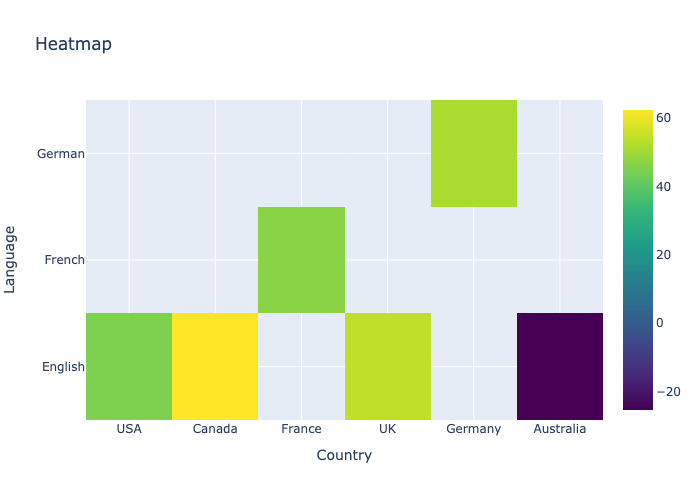 Heatmap
German
French
English
Language
USA Canada France UK Germany Australia
Country
60
40
20
0
−20